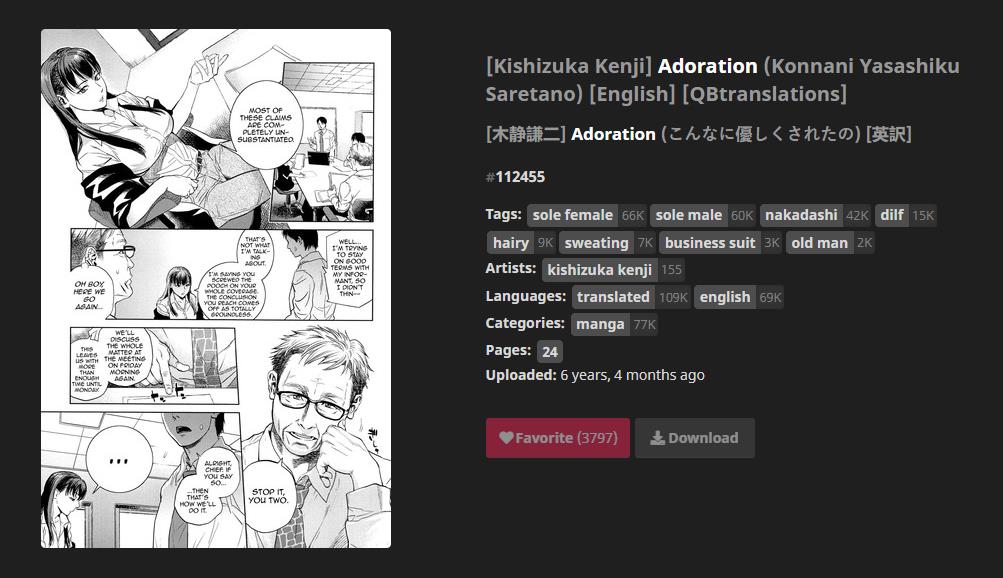 MOST OF
THESE CLAIMS
ARE COM-
PLETELY UN-
SUBSTANTIATED.
THAT'S
NOT WHAT
I'M TALK-
ING
ABOUT.
WELL...
I'M TRYING
TO STAY
ON GOOD
TERMS WITH
MY INFOR-
MANT, SO
I DIDN'T
THIN--
I'M SAYING YOU
SCREWED THE
POOCH ON YOUR
WHOLE COVERAGE.
THE CONCLUSION
YOU REACH COMES
OFF AS TOTALLY
GROUNDLESS.
OH BOY,
HERE WE
GO
AGAIN...
WE'LL
DISCUSS
THE WHOLE
MATTER AT
THE MEETING
ON FRIDAY
MORNING
AGAIN.
THIS
LEAVES
US WITH
MORE
THAN
ENOUGH
TIME UNTIL
MONDAY.
...
ALRIGHT,
CHIEF. IF
YOU SAY
SO...
...THEN
THAT'S
HOW WE'LL
DO IT.
STOP IT,
YOU TWO.
[Kishizuka Kenji] Adoration (Konnani Yasashiku
Saretano) [English] [QBtranslations]
[木静謙二] Adoration (こんなに優しくされたの) [英訳]
#112455
Tags: sole female 66K sole male 60K nakadashi 42K dilf 15K
hairy 9K sweating 7K business suit 3K old man 2K
Artists: kishizuka kenji 155
Languages: translated 109K english 69K
Categories: manga 77K
Pages: 24
Uploaded: 6 years, 4 months ago
Favorite (3797) Download